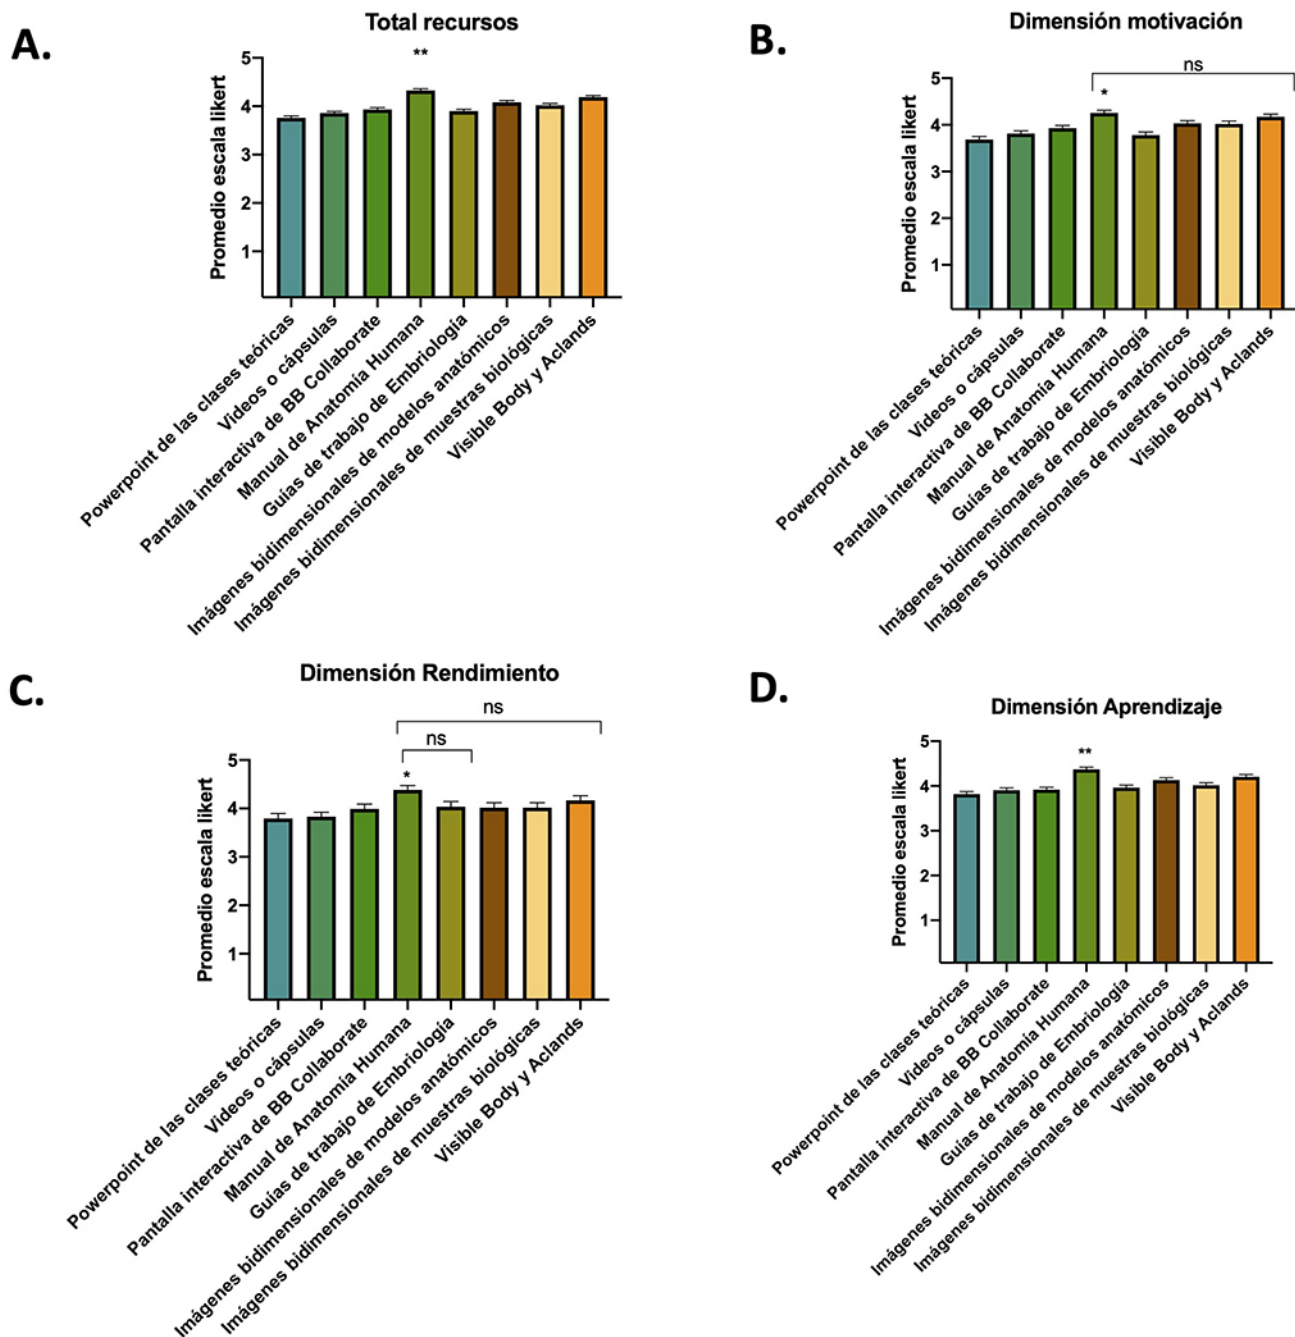 A.
Total recursos
**
Promedio escala likert
5
4
3
2
1
Powerpoint de las clases teóricas
Videos o cápsulas
Pantalla interactiva de BB Collaborate
Manual de Anatomía Humana
Guías de trabajo de Embriología
Imágenes bidimensionales de modelos anatómicos
Imágenes bidimensionales de muestras biológicas
Visible Body y Aclands
B.
Dimensión motivación
ns
*
Promedio escala likert
5
4
3
2
1
Powerpoint de las clases teóricas
Videos o cápsulas
Pantalla interactiva de BB Collaborate
Manual de Anatomía Humana
Guías de trabajo de Embriología
Imágenes bidimensionales de modelos anatómicos
Imágenes bidimensionales de muestras biológicas
Visible Body y Aclands
C.
Dimensión Rendimiento
ns
ns
*
Promedio escala likert
5
4
3
2
1
Powerpoint de las clases teóricas
Videos o cápsulas
Pantalla interactiva de BB Collaborate
Manual de Anatomía Humana
Guías de trabajo de Embriología
Imágenes bidimensionales de modelos anatómicos
Imágenes bidimensionales de muestras biológicas
Visible Body y Aclands
D.
Dimensión Aprendizaje
**
Promedio escala likert
5
4
3
2
1
Powerpoint de las clases teóricas
Videos o cápsulas
Pantalla interactiva de BB Collaborate
Manual de Anatomía Humana
Guías de trabajo de Embriología
Imágenes bidimensionales de modelos anatómicos
Imágenes bidimensionales de muestras biológicas
Visible Body y Aclands